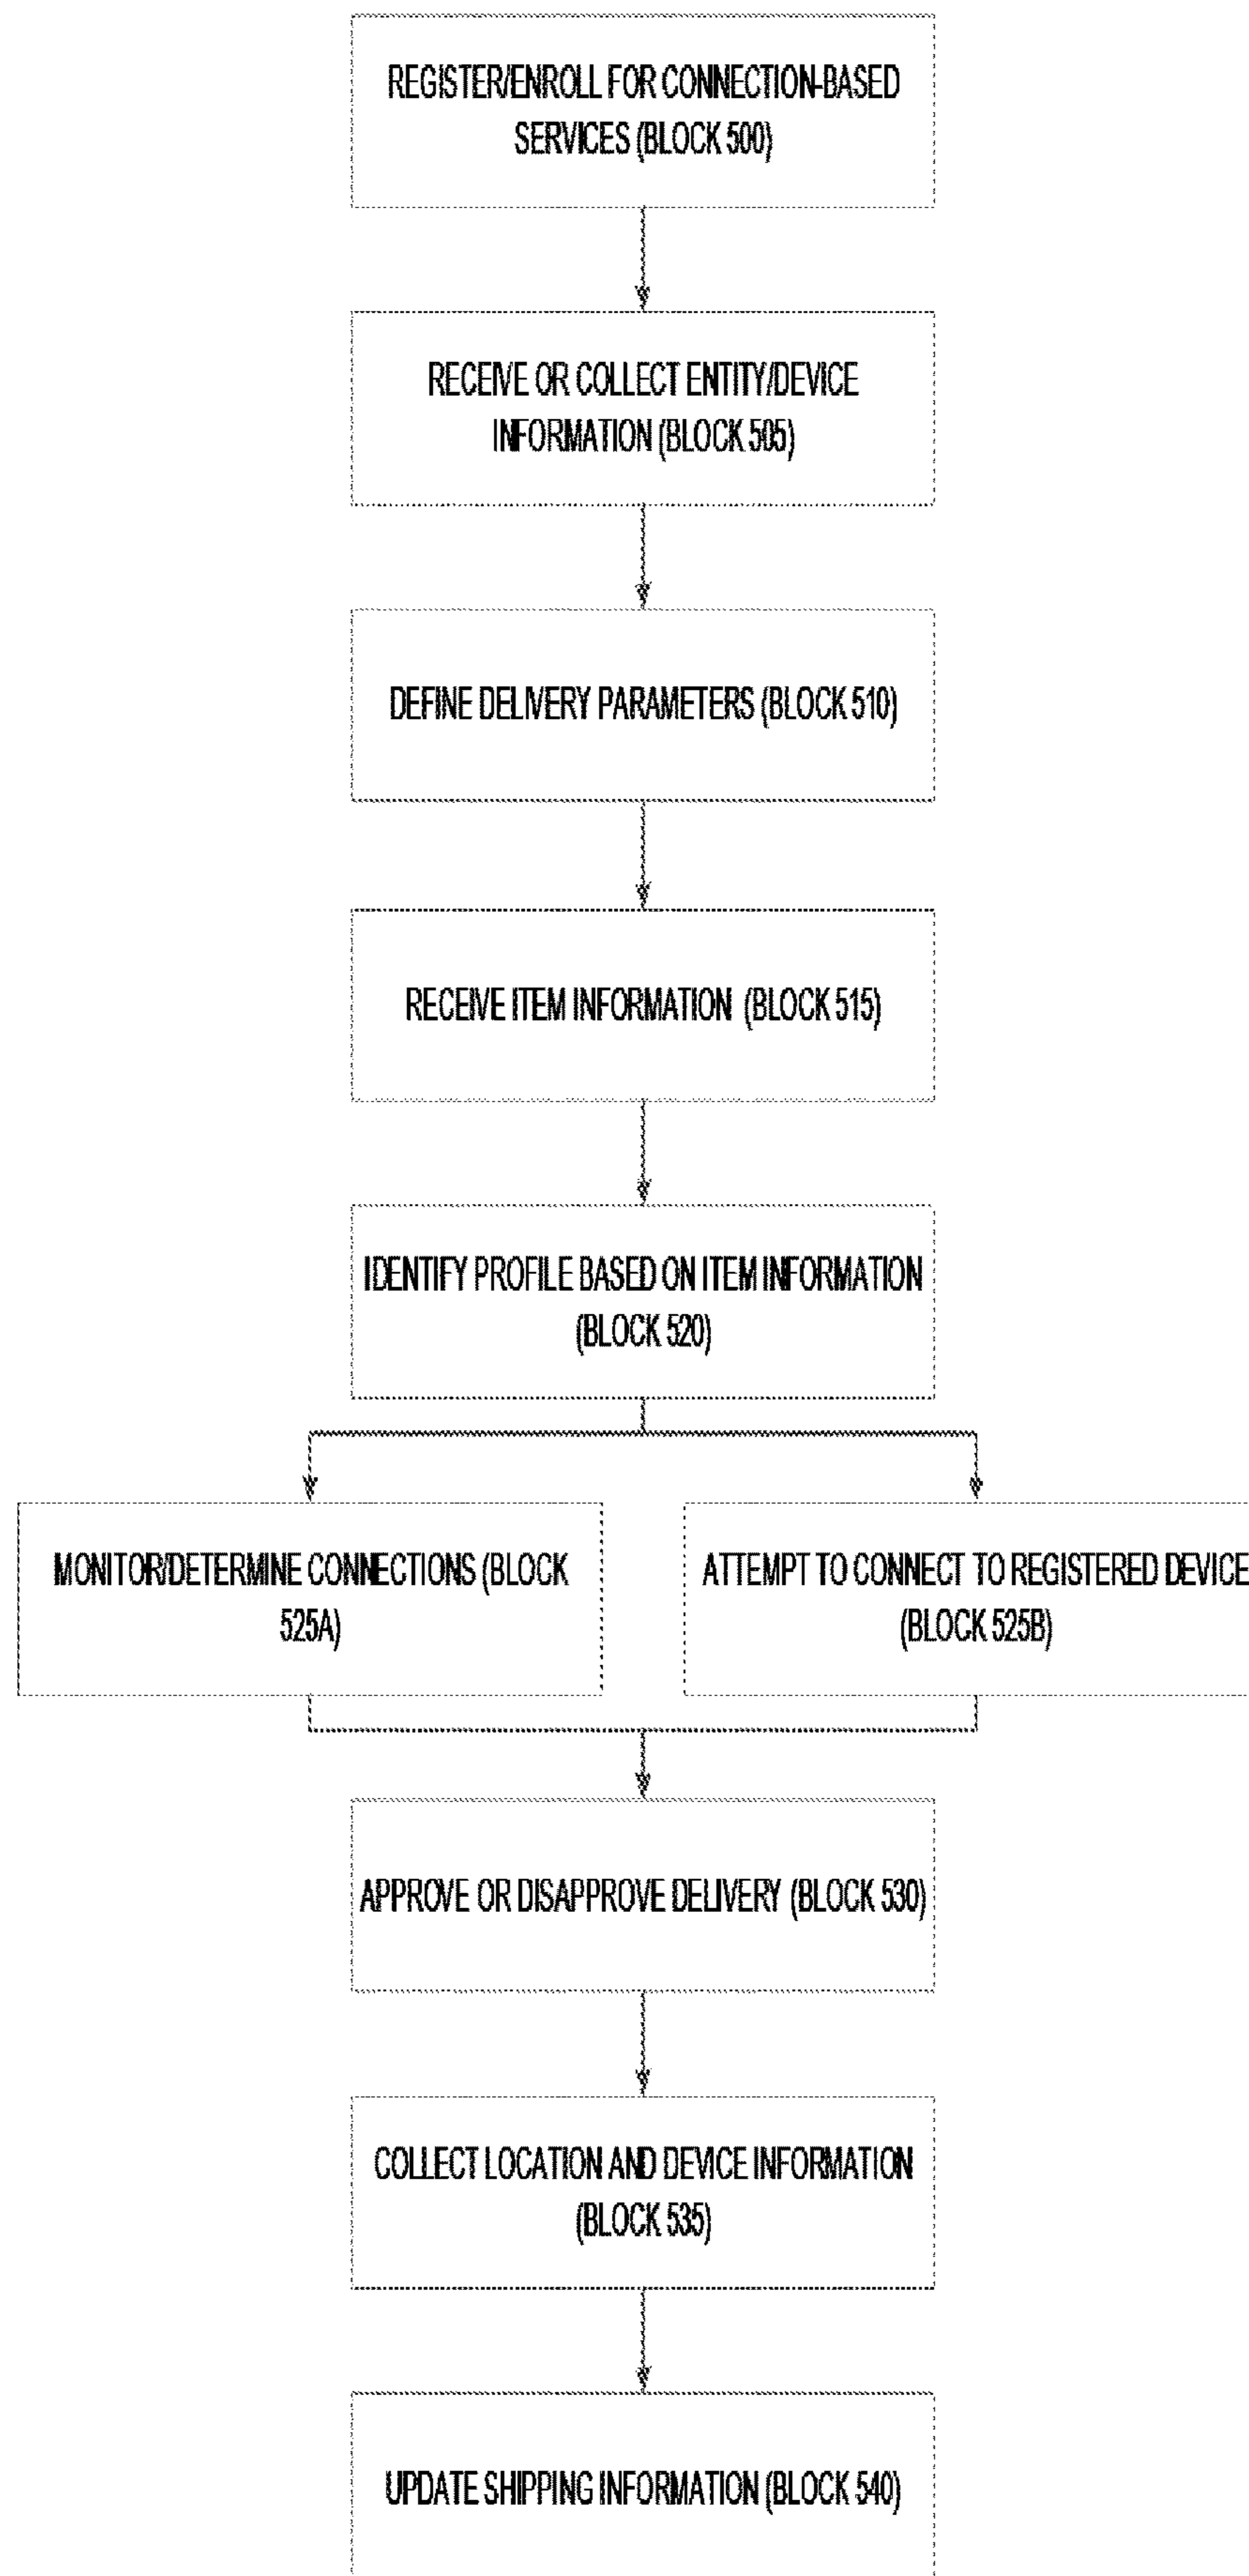 REGISTER/ENROLL FOR CONNECTION-BASED
SERVICES (BLOCK 500)
RECEIVE OR COLLECT ENTITY/DEVICE
INFORMATION (BLOCK 505)
DEFINE DELIVERY PARAMETERS (BLOCK 510)
RECEIVE ITEM INFORMATION (BLOCK 515)
IDENTIFY PROFILE BASED ON ITEM INFORMATION
(BLOCK 520)
MONITOR/DETERMINE CONNECTIONS (BLOCK
525A)
ATTEMPT TO CONNECT TO REGISTERED DEVICE
(BLOCK 525B)
APPROVE OR DISAPPROVE DELIVERY (BLOCK 530)
COLLECT LOCATION AND DEVICE INFORMATION
(BLOCK 535)
UPDATE SHIPPING INFORMATION (BLOCK 540)